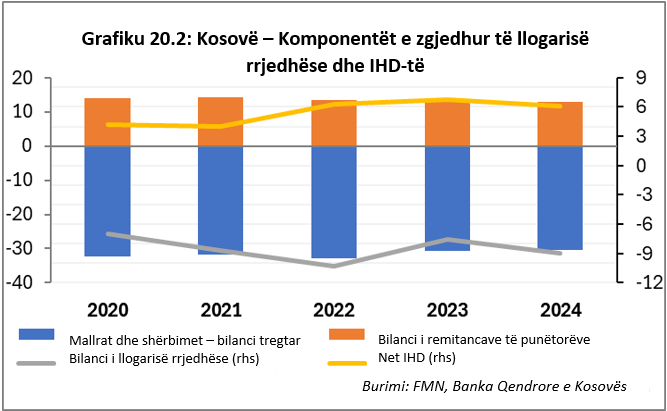 Grafiku 20.2: Kosovë – Komponentët e zgjedhur të llogarisë
rrjedhëse dhe IHD-të
20
10
0
-10
-20
-30
-40
9
6
3
0
-3
-6
-9
-12
2020 2021 2022 2023 2024
Mallrat dhe shërbimet – bilanci tregtar
Bilanci i remitancave të punëtorëve
Bilanci i llogarisë rrjedhëse (rhs)
Net IHD (rhs)
Burimi: FMN, Banka Qendrore e Kosovës